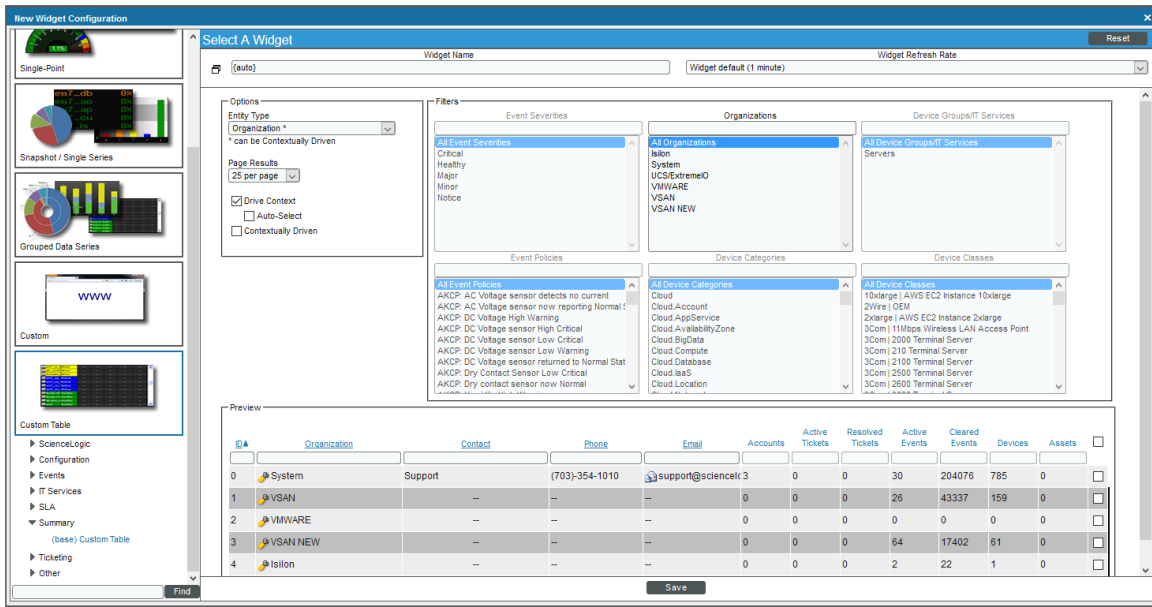 New Widget Configuration
×
Select A Widget
Reset
Widget Name
Widget Refresh Rate
{auto}
Widget default (1 minute)
1.1%
Single-Point
em7_db 0%
em7_ao 0%
em7_ap 0%
em7_cu 0%
Snapshot / Single Series
Grouped Data Series
www
Custom
Custom Table
ScienceLogic
Configuration
Events
IT Services
SLA
Summary
(base) Custom Table
Ticketing
Other
Find
Options
Entity Type
Organization *
* can be Contextually Driven
Page Results
25 per page
Drive Context
Auto-Select
Contextually Driven
Filters
Event Severities
All Event Severities
Critical
Healthy
Major
Minor
Notice
Organizations
All Organizations
Isilon
System
UCS/ExtremeIO
VMWARE
VSAN
VSAN NEW
Device Groups/IT Services
All Device Groups/IT Services
Servers
Event Policies
All Event Policies
AKCP: AC Voltage sensor detects no current
AKCP: AC Voltage sensor now reporting Normal
AKCP: DC Voltage High Warning
AKCP: DC Voltage sensor High Critical
AKCP: DC Voltage sensor Low Critical
AKCP: DC Voltage sensor Low Warning
AKCP: DC Voltage sensor returned to Normal Stat
AKCP: Dry Contact Sensor Low Critical
AKCP: Dry contact sensor now Normal
Device Categories
All Device Categories
Cloud
Cloud.Account
Cloud.AppService
Cloud.AvailabilityZone
Cloud.BigData
Cloud.Compute
Cloud.Database
Cloud.IaaS
Cloud.Location
Device Classes
All Device Classes
10xlarge | AWS EC2 Instance 10xlarge
2Wire | OEM
2xlarge | AWS EC2 Instance 2xlarge
3Com | 11Mbps Wireless LAN Access Point
3Com | 2000 Terminal Server
3Com | 210 Terminal Server
3Com | 2100 Terminal Server
3Com | 2500 Terminal Server
3Com | 2600 Terminal Server
Preview
ID▲ Organization Contact Phone Email Accounts Active Tickets Resolved Tickets Active Events Cleared Events Devices Assets
0 System Support (703)-354-1010 support@sciencelo 3 0 0 30 204076 785 0
1 VSAN -- -- -- 0 0 0 26 43337 159 0
2 VMWARE -- -- -- 0 0 0 0 0 0 0
3 VSAN NEW -- -- -- 0 0 0 64 17402 61 0
4 Isilon -- -- -- 0 0 0 2 22 1 0
Save